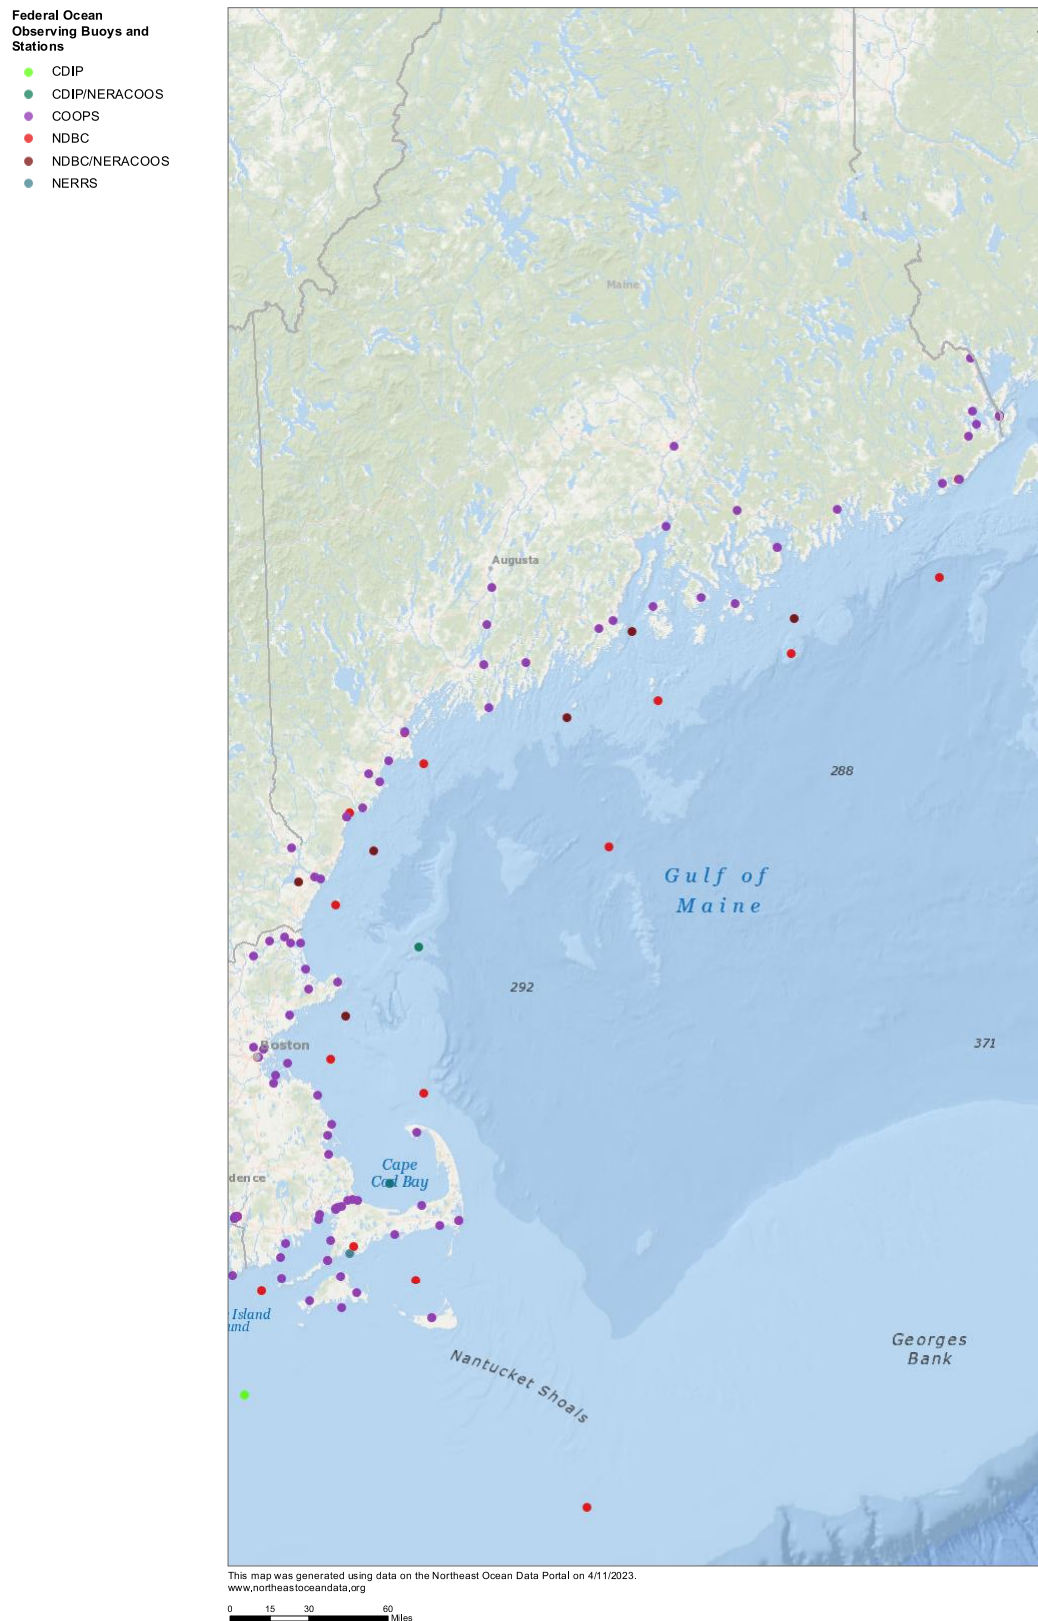 Federal Ocean
Observing Buoys and
Stations
CDIP
CDIP/NERACOOS
COOPS
NDBC
NDBC/NERACOOS
NERRS
Maine
Augusta
288
Gulf of
Maine
292
371
Boston
Cape
Cod Bay
dence
Island
und
Georges
Bank
Nantucket Shoals
This map was generated using data on the Northeast Ocean Data Portal on 4/11/2023.
www.northeastoceandata.org
0 15 30 60
Miles